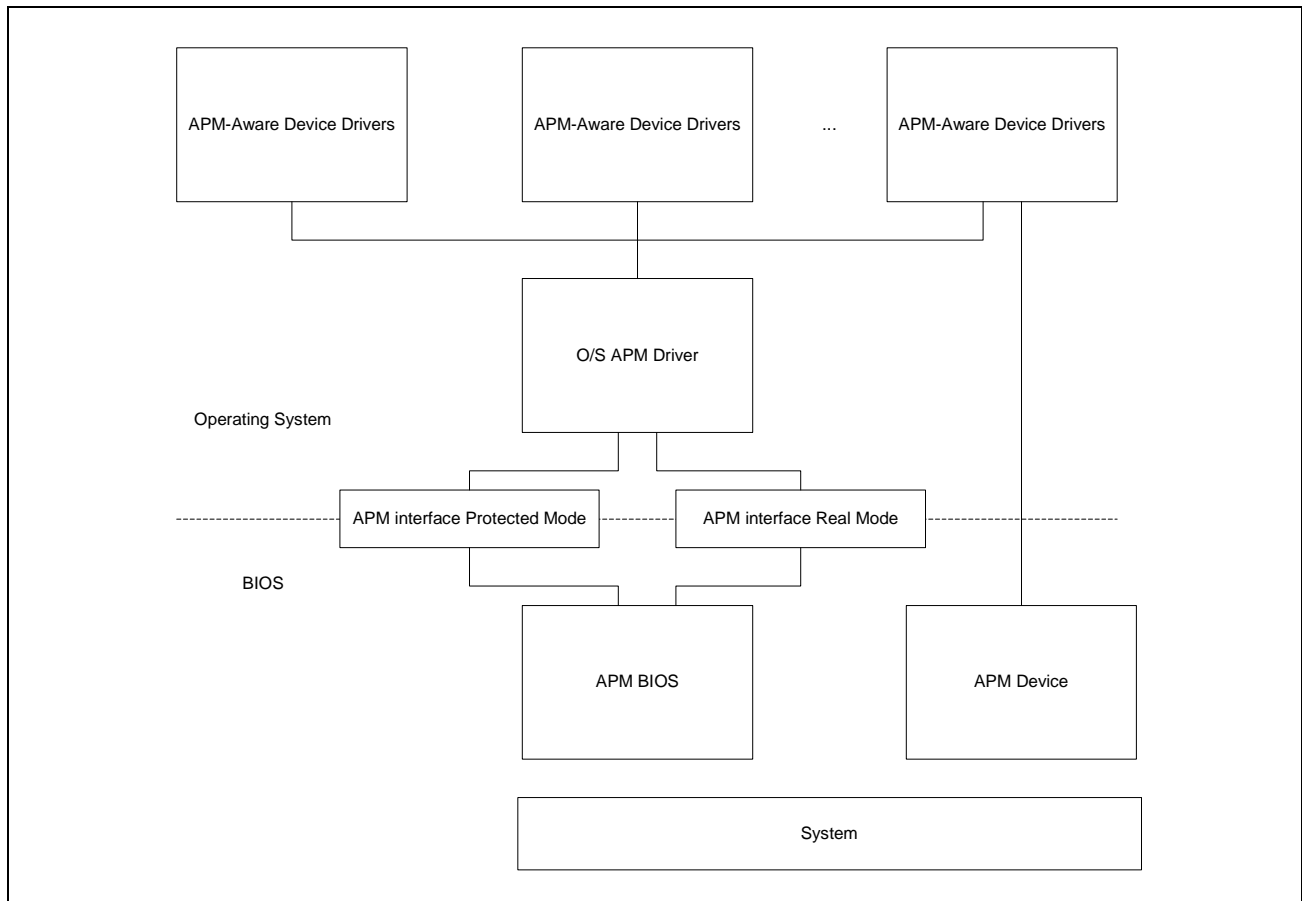 APM-Aware Device Drivers
APM-Aware Device Drivers
...
APM-Aware Device Drivers
O/S APM Driver
Operating System
APM interface Protected Mode
APM interface Real Mode
BIOS
APM BIOS
APM Device
System